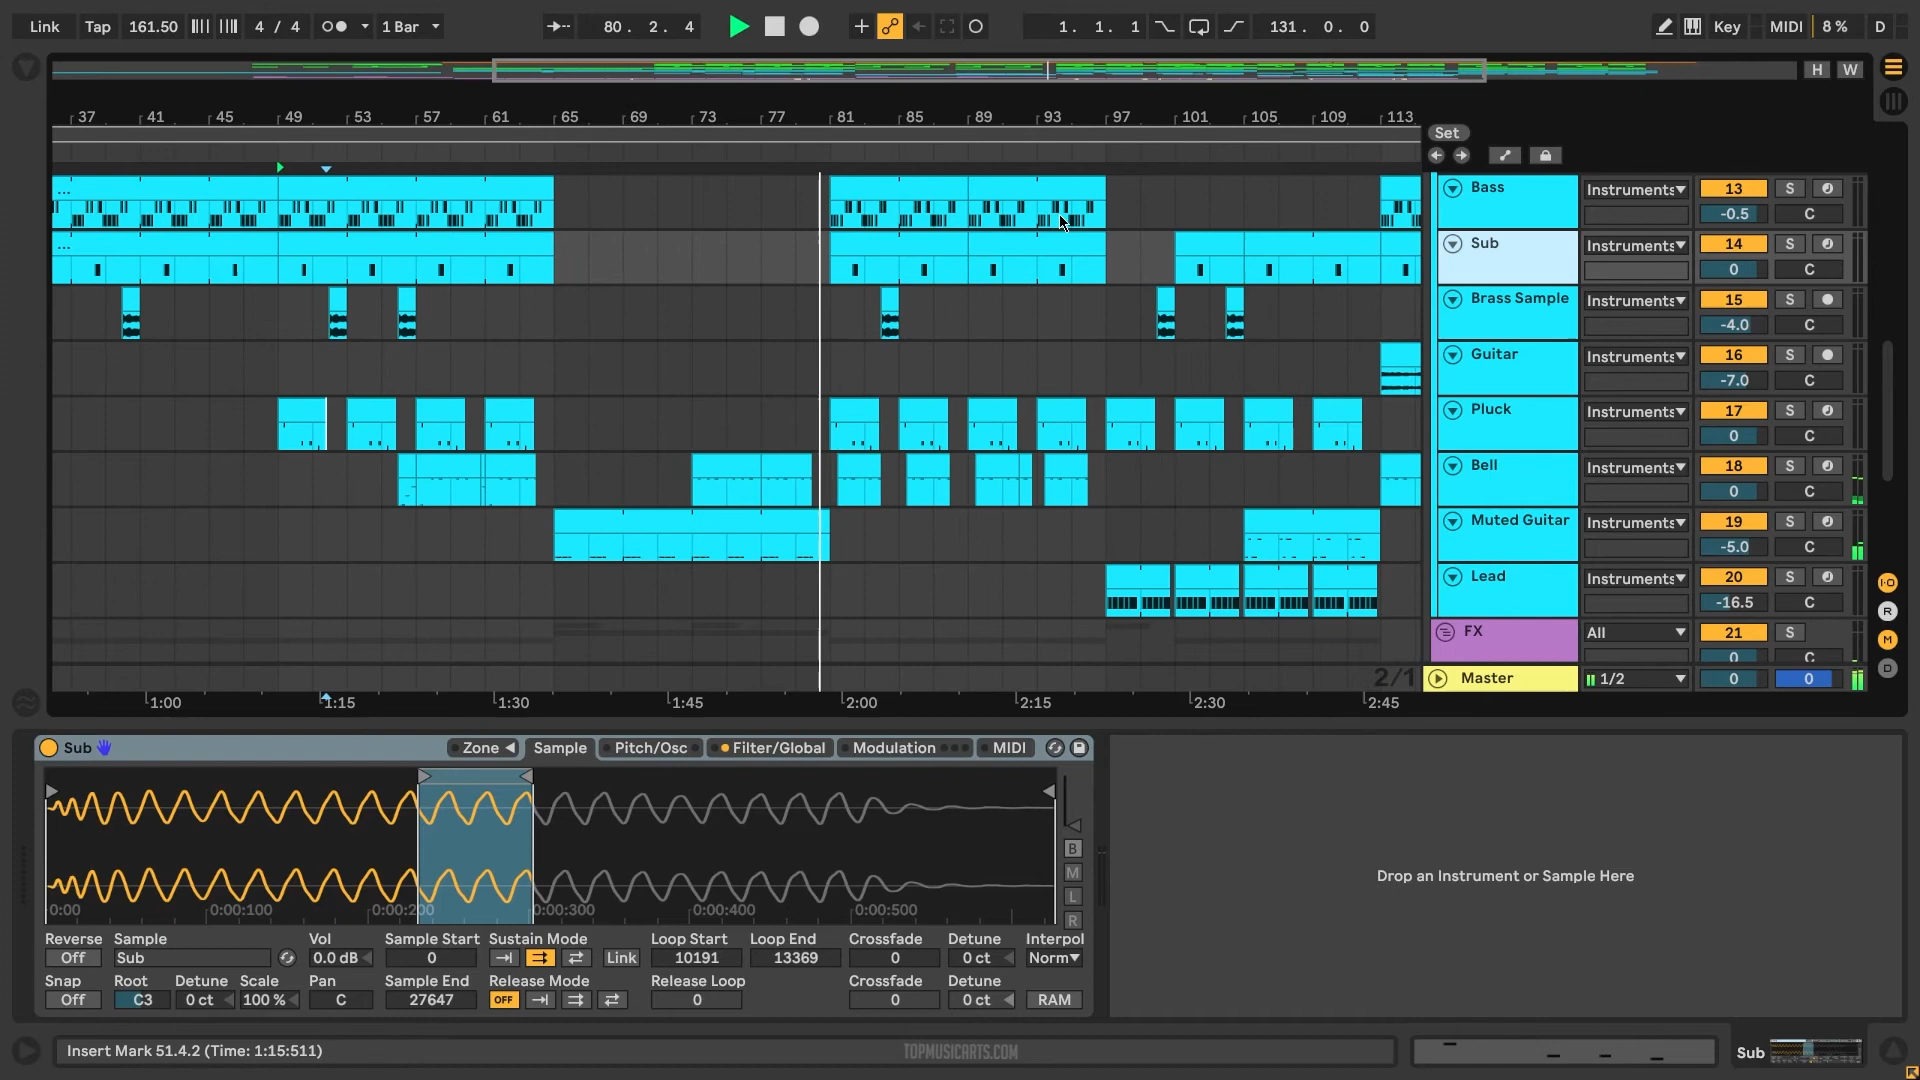 Link Tap 161.50 4 / 4 1 Bar 80. 2. 4 1. 1. 1 131. 0. 0 Key MIDI 8 % D
H W
37 41 45 49 53 57 61 65 69 73 77 81 85 89 93 97 101 105 109 113
Set
Bass Instruments 13 S
-0.5 C
Sub Instruments 14 S
0 C
Brass Sample Instruments 15 S
-4.0 C
Guitar Instruments 16 S
-7.0 C
Pluck Instruments 17 S
0 C
Bell Instruments 18 S
0 C
Muted Guitar Instruments 19 S
-5.0 C
Lead Instruments 20 S
-16.5 C
I·O
R
M
D
FX All 21 S
0 C
2/1 Master 1/2 0 0
1:00 1:15 1:30 1:45 2:00 2:15 2:30 2:45
Sub Zone Sample Pitch/Osc Filter/Global Modulation MIDI
B
M
L
R
0:00 0:00:100 0:00:200 0:00:300 0:00:400 0:00:500
Drop an Instrument or Sample Here
Reverse Sample Vol Sample Start Sustain Mode Loop Start Loop End Crossfade Detune Interpol
Off Sub 0.0 dB 0 Link 10191 13369 0 0 ct Norm
Snap Root Detune Scale Pan Sample End Release Mode Release Loop Crossfade Detune
Off C3 0 ct 100 % C 27647 OFF 0 0 0 ct RAM
Insert Mark 51.4.2 (Time: 1:15:511)
TOPMUSICARTS.COM
Sub